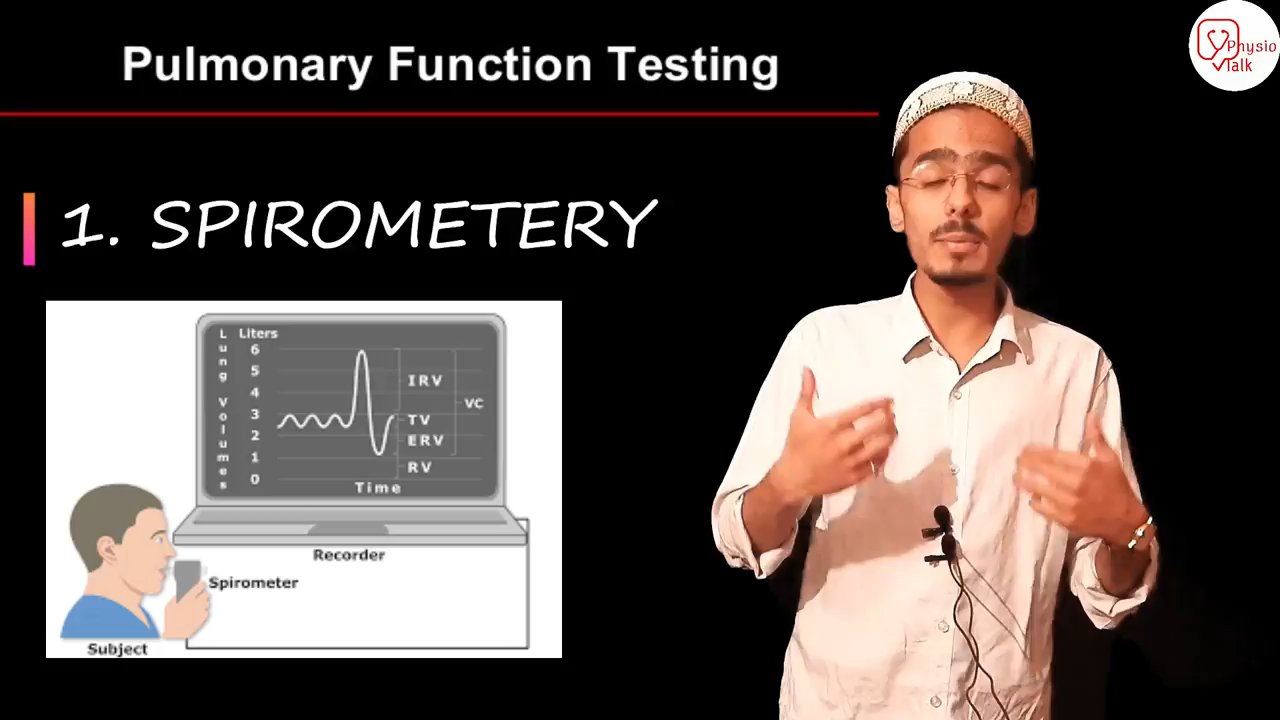 Pulmonary Function Testing
Physio
Talk
1. SPIROMETERY
Lung Volumes
Liters
6
5
4
3
2
1
0
IRV
TV
ERV
RV
VC
Time
Recorder
Spirometer
Subject